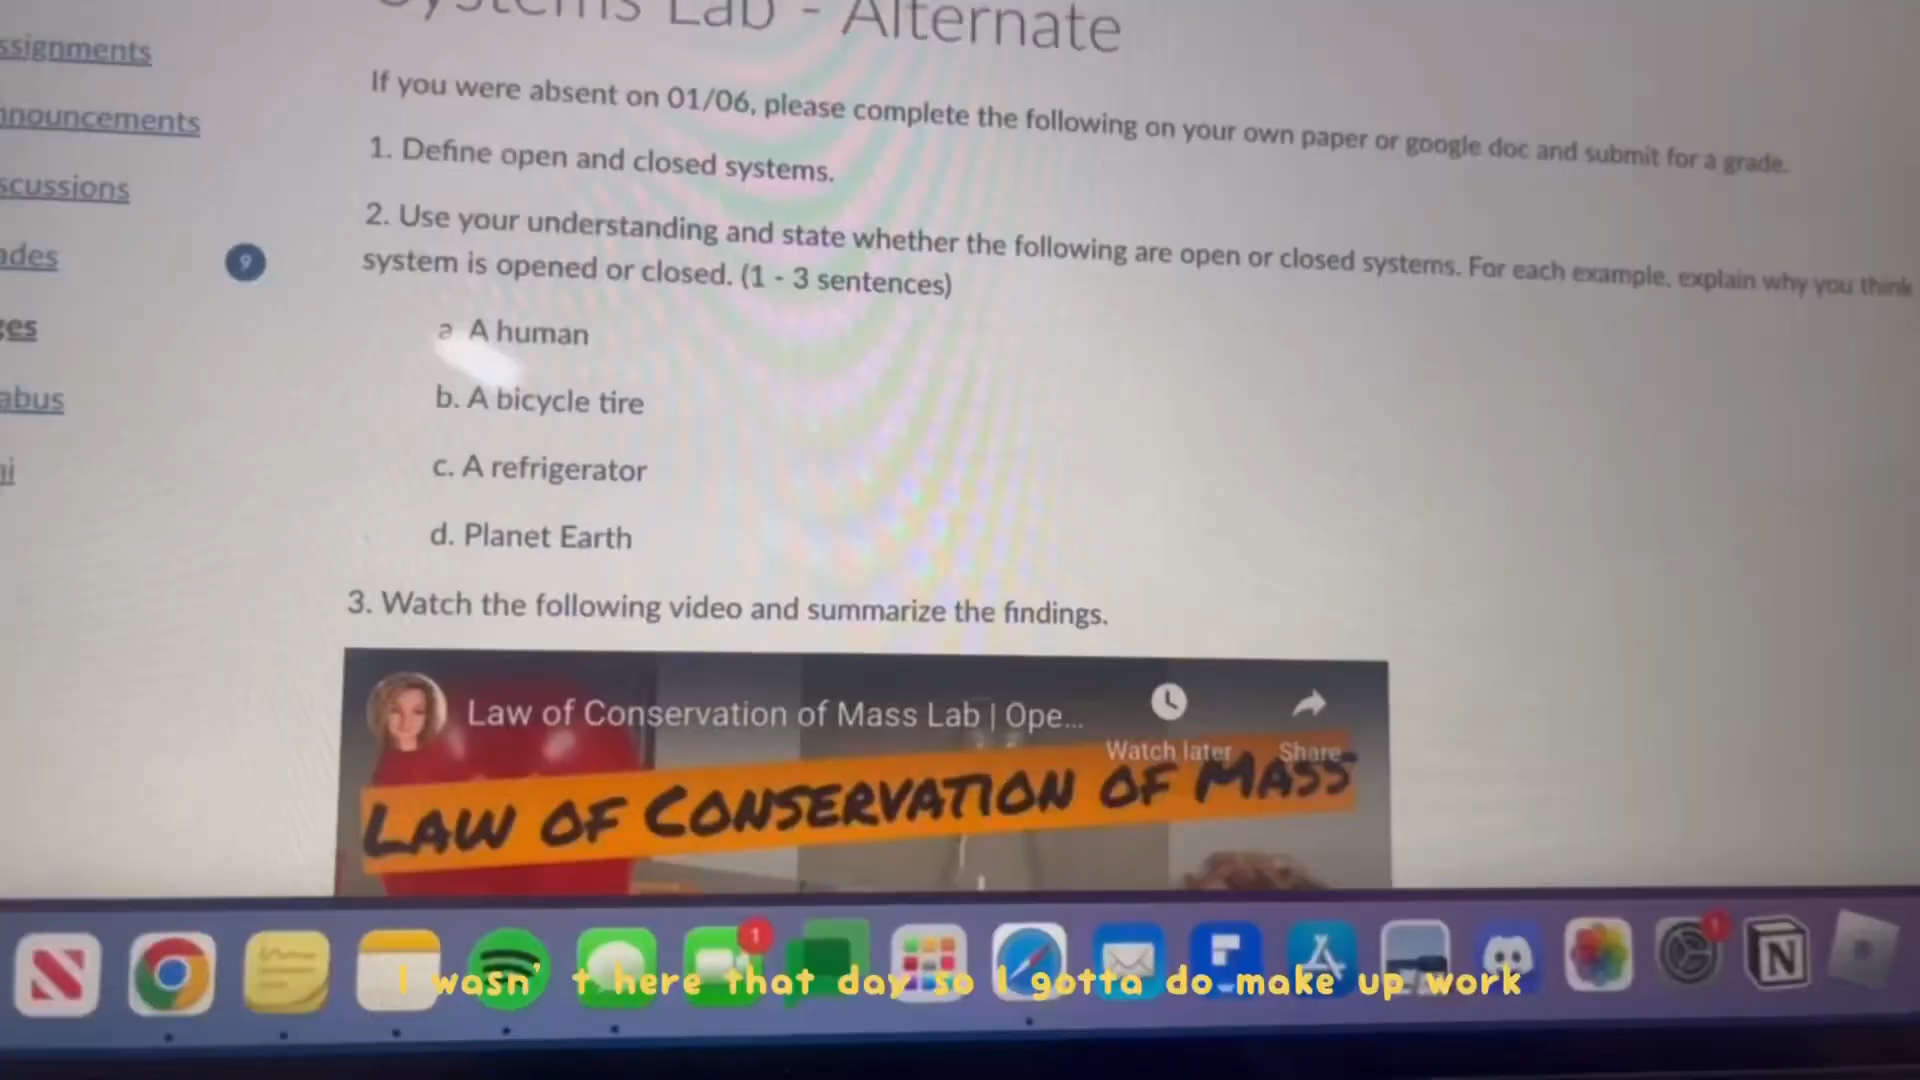 Systems Lab - Alternate
ssignments
If you were absent on 01/06, please complete the following on your own paper or google doc and submit for a grade.
nnouncements
1. Define open and closed systems.
scussions
2. Use your understanding and state whether the following are open or closed systems. For each example, explain why you think
ades
9
system is opened or closed. (1 - 3 sentences)
ges
a A human
abus
b. A bicycle tire
c. A refrigerator
d. Planet Earth
3. Watch the following video and summarize the findings.
Law of Conservation of Mass Lab | Ope...
Watch later
Share
LAW OF CONSERVATION OF MASS
1
1
N
I wasn't here that day so I gotta do make up work